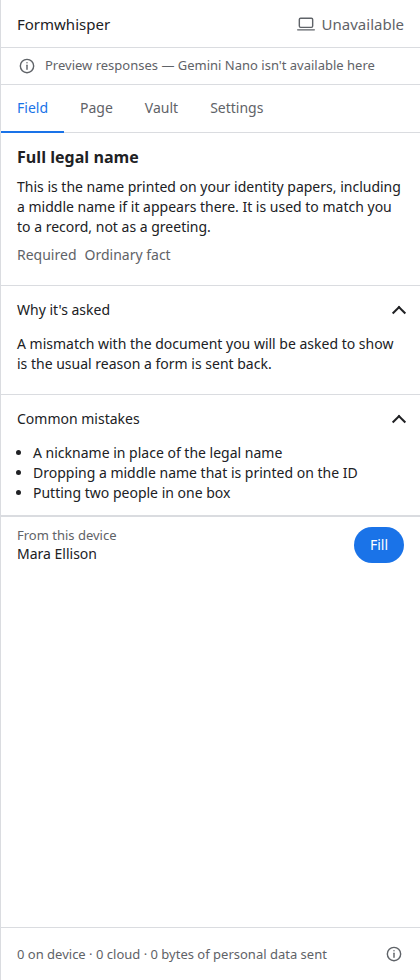 Formwhisper
Unavailable
Preview responses — Gemini Nano isn't available here
Field Page Vault Settings
Full legal name
This is the name printed on your identity papers, including
a middle name if it appears there. It is used to match you
to a record, not as a greeting.
Required Ordinary fact
Why it's asked
A mismatch with the document you will be asked to show
is the usual reason a form is sent back.
Common mistakes
• A nickname in place of the legal name
• Dropping a middle name that is printed on the ID
• Putting two people in one box
From this device
Mara Ellison
Fill
0 on device · 0 cloud · 0 bytes of personal data sent